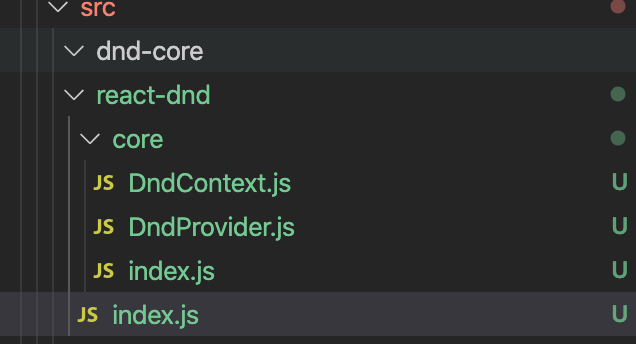 src
dnd-core
react-dnd
core
JS DndContext.js U
JS DndProvider.js U
JS index.js U
JS index.js U